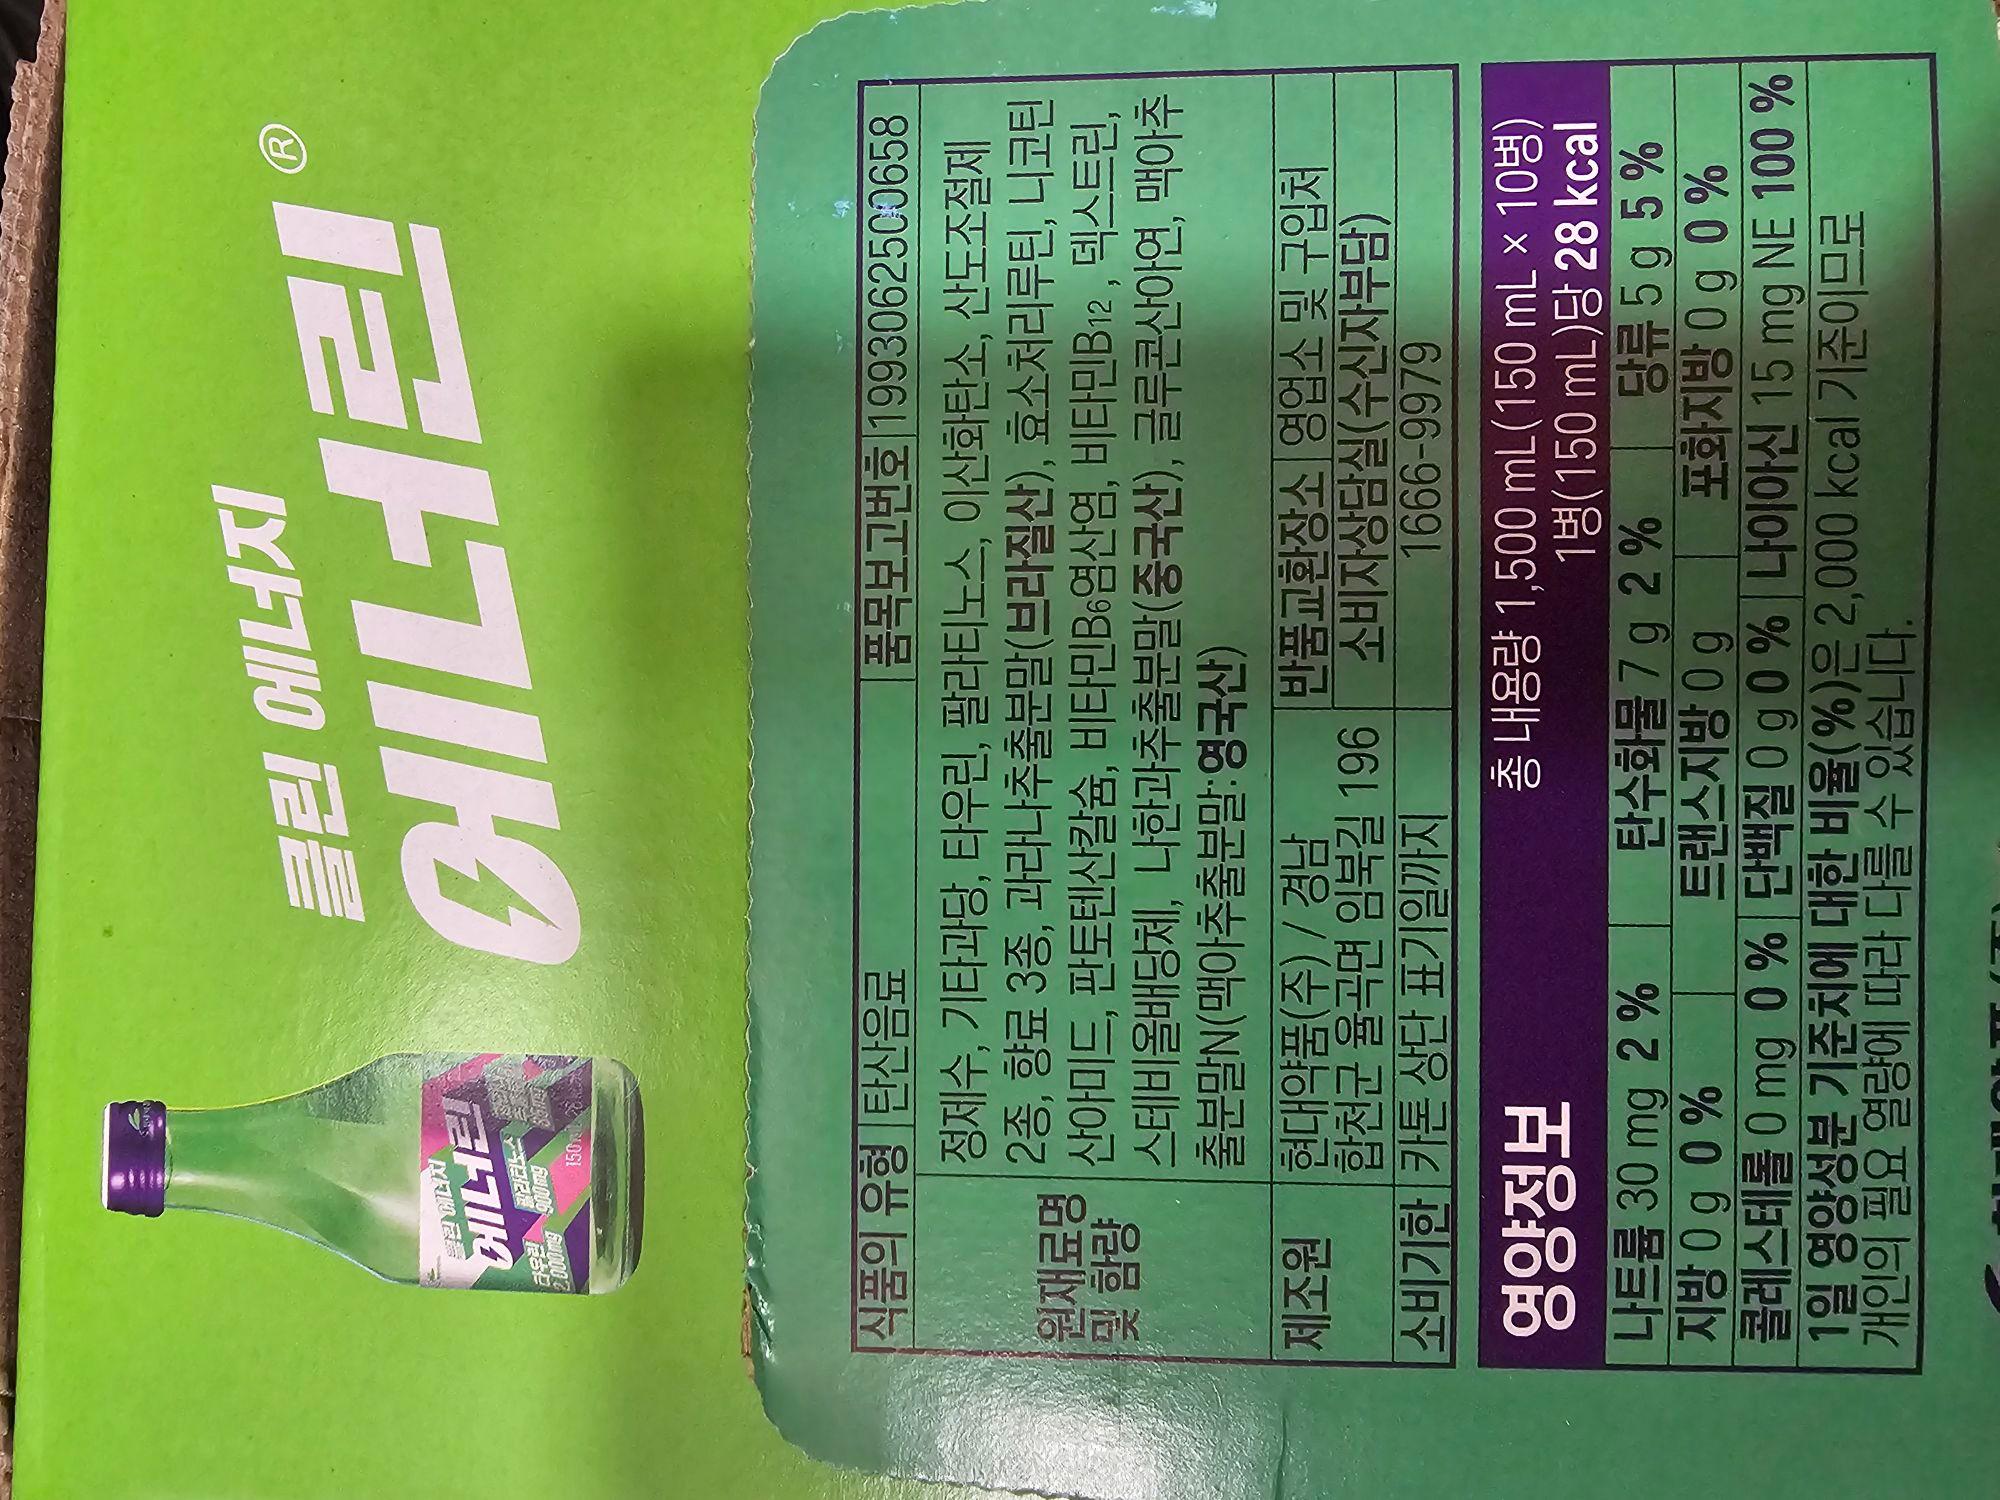 클린 에너지
에너린®
클린 에너지
에너린
타우린
2,000mg
팔라티노스
900mg
식품의 유형 탄산음료 품목보고번호 19930625006​58
원재료명
및 함량
정제수, 기타과당, 타우린, 팔라티노스, 이산화탄소, 산도조절제
2종, 향료 3종, 과라나추출분말(브라질산), 효소처리루틴, 니코틴
산아미드, 판토텐산칼슘, 비타민B6염산염, 비타민B12, 덱스트린,
스테비올배당체, 나한과추출분말(중국산), 글루콘산아연, 맥아추
출분말N(맥아추출분말:영국산)
제조원 현대약품(주) / 경남
합천군 율곡면 임북길 196
반품교환장소 영업소 및 구입처
소비자상담실(수신자부담)
소비기한 카톤 상단 표기일까지 1666-9979
영양정보
총 내용량 1,500 mL(150 mL × 10병)
1병(150 mL)당 28 kcal
나트륨 30 mg 2 % 탄수화물 7 g 2 % 당류 5 g 5 %
지방 0 g 0 % 트랜스지방 0 g 포화지방 0 g 0 %
콜레스테롤 0 mg 0 % 단백질 0 g 0 % 나이아신 15 mg NE 100 %
1일 영양성분 기준치에 대한 비율(%)은 2,000 kcal 기준이므로
개인의 필요 열량에 따라 다를 수 있습니다.